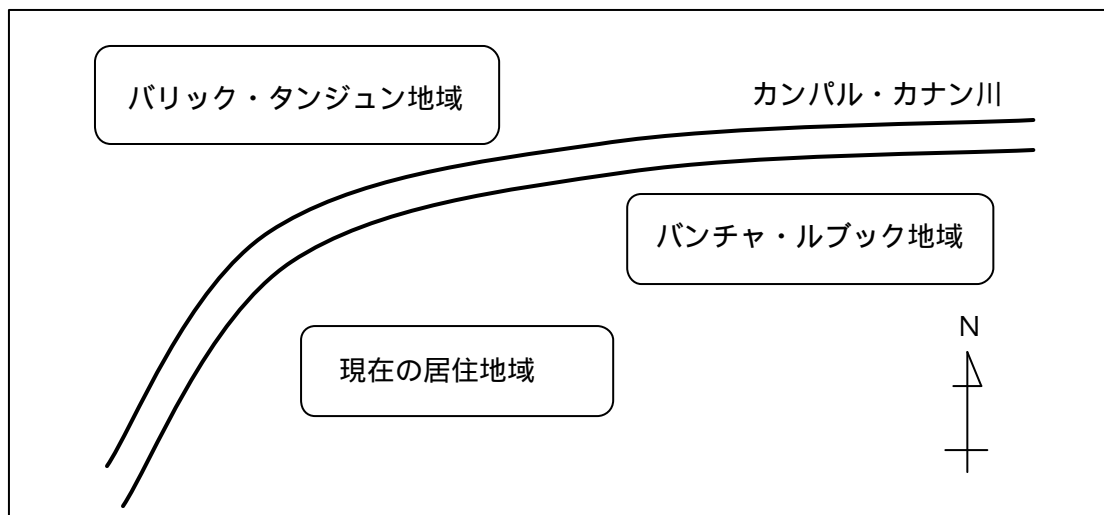 バリック・タンジュン地域
カンパル・カナン川
バンチャ・ルブック地域
N
現在の居住地域